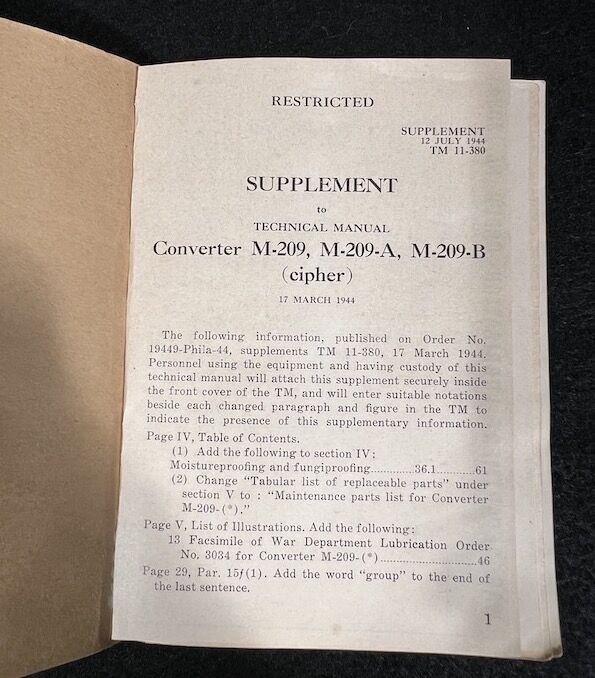 RESTRICTED
SUPPLEMENT
12 JULY 1944
TM 11-380
SUPPLEMENT
to
TECHNICAL MANUAL
Converter M-209, M-209-A, M-209-B
(cipher)
17 MARCH 1944
The following information, published on Order No.
19449-Phila-44, supplements TM 11-380, 17 March 1944.
Personnel using the equipment and having custody of this
technical manual will attach this supplement securely inside
the front cover of the TM, and will enter suitable notations
beside each changed paragraph and figure in the TM to
indicate the presence of this supplementary information.
Page IV, Table of Contents.
(1) Add the following to section IV:
Moistureproofing and fungiproofing..............36.1............61
(2) Change "Tabular list of replaceable parts" under
section V to : "Maintenance parts list for Converter
M-209-(*)."
Page V, List of Illustrations. Add the following:
13 Facsimile of War Department Lubrication Order
No. 3034 for Converter M-209-(*)..........................46
Page 29, Par. 15f(1). Add the word "group" to the end of
the last sentence.
1